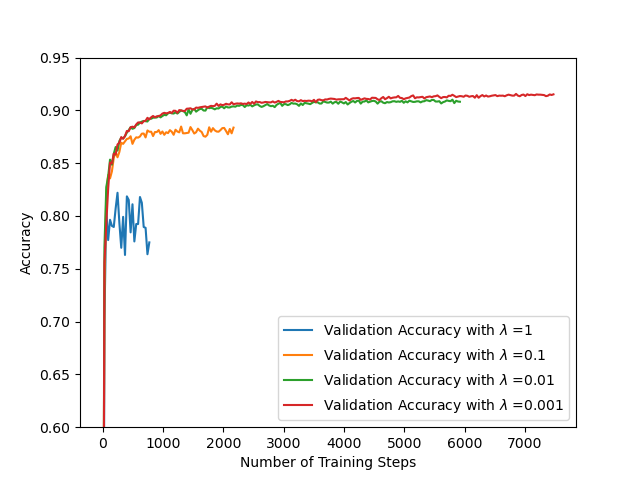 0.95
0.90
0.85
0.80
0.75
0.70
0.65
0.60
Accuracy
0 1000 2000 3000 4000 5000 6000 7000
Number of Training Steps
Validation Accuracy with λ =1
Validation Accuracy with λ =0.1
Validation Accuracy with λ =0.01
Validation Accuracy with λ =0.001